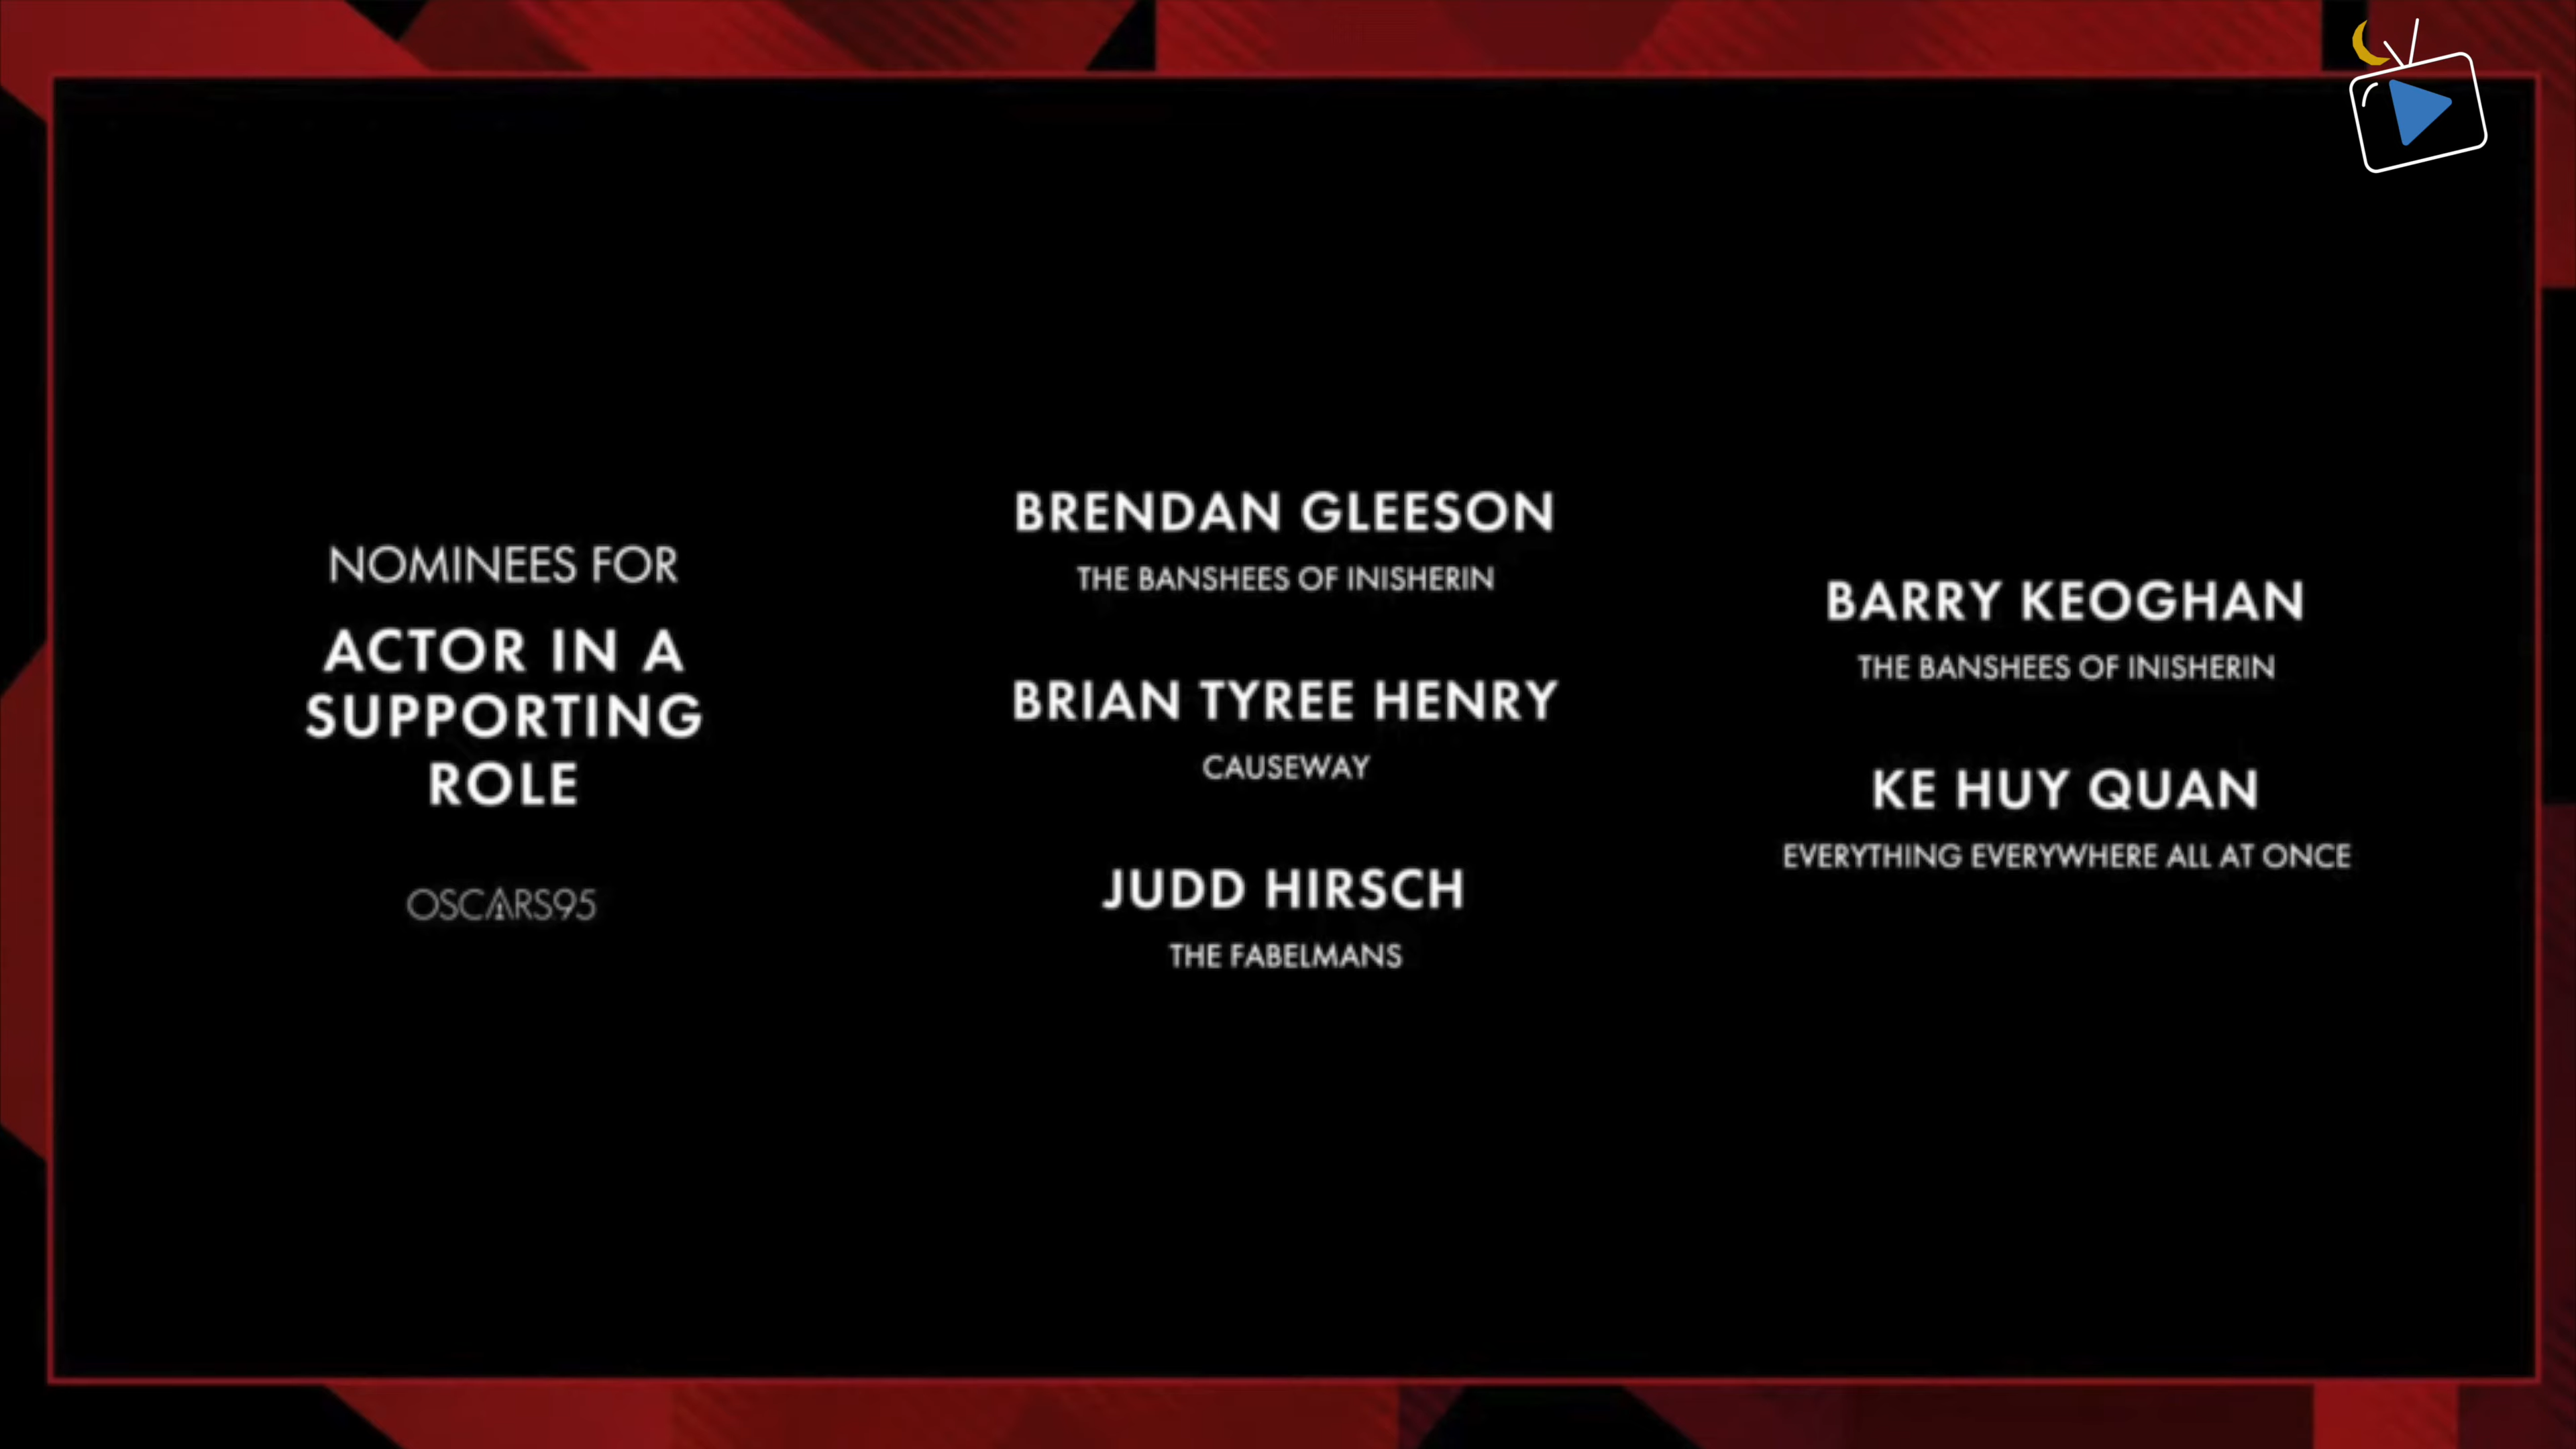 NOMINEES FOR
ACTOR IN A
SUPPORTING
ROLE
OSCARS95
BRENDAN GLEESON
THE BANSHEES OF INISHERIN
BRIAN TYREE HENRY
CAUSEWAY
JUDD HIRSCH
THE FABELMANS
BARRY KEOGHAN
THE BANSHEES OF INISHERIN
KE HUY QUAN
EVERYTHING EVERYWHERE ALL AT ONCE